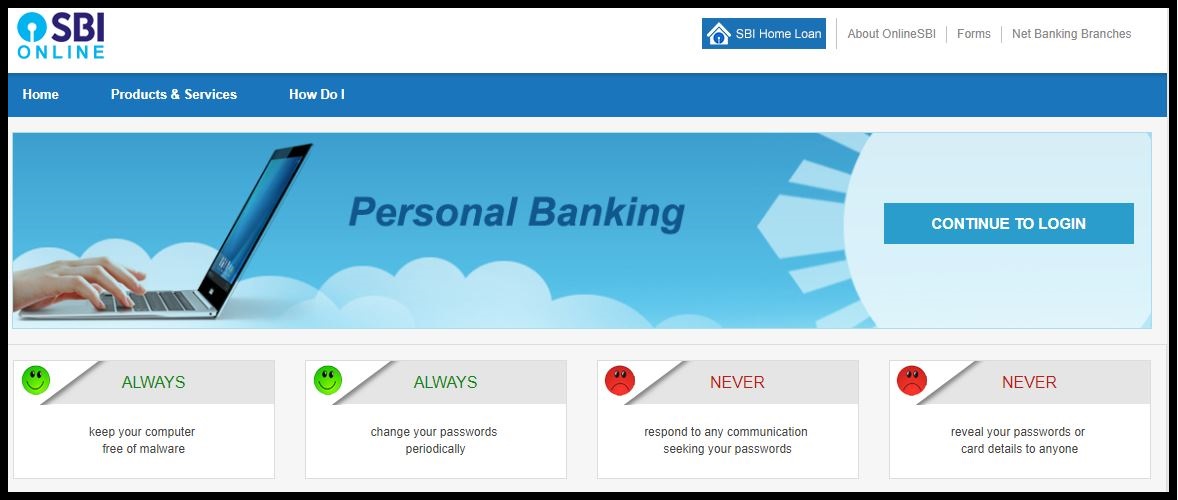 SBI
ONLINE
SBI Home Loan
About OnlineSBI
Forms
Net Banking Branches
Home
Products & Services
How Do I
Personal Banking
CONTINUE TO LOGIN
ALWAYS
keep your computer
free of malware
ALWAYS
change your passwords
periodically
NEVER
respond to any communication
seeking your passwords
NEVER
reveal your passwords or
card details to anyone